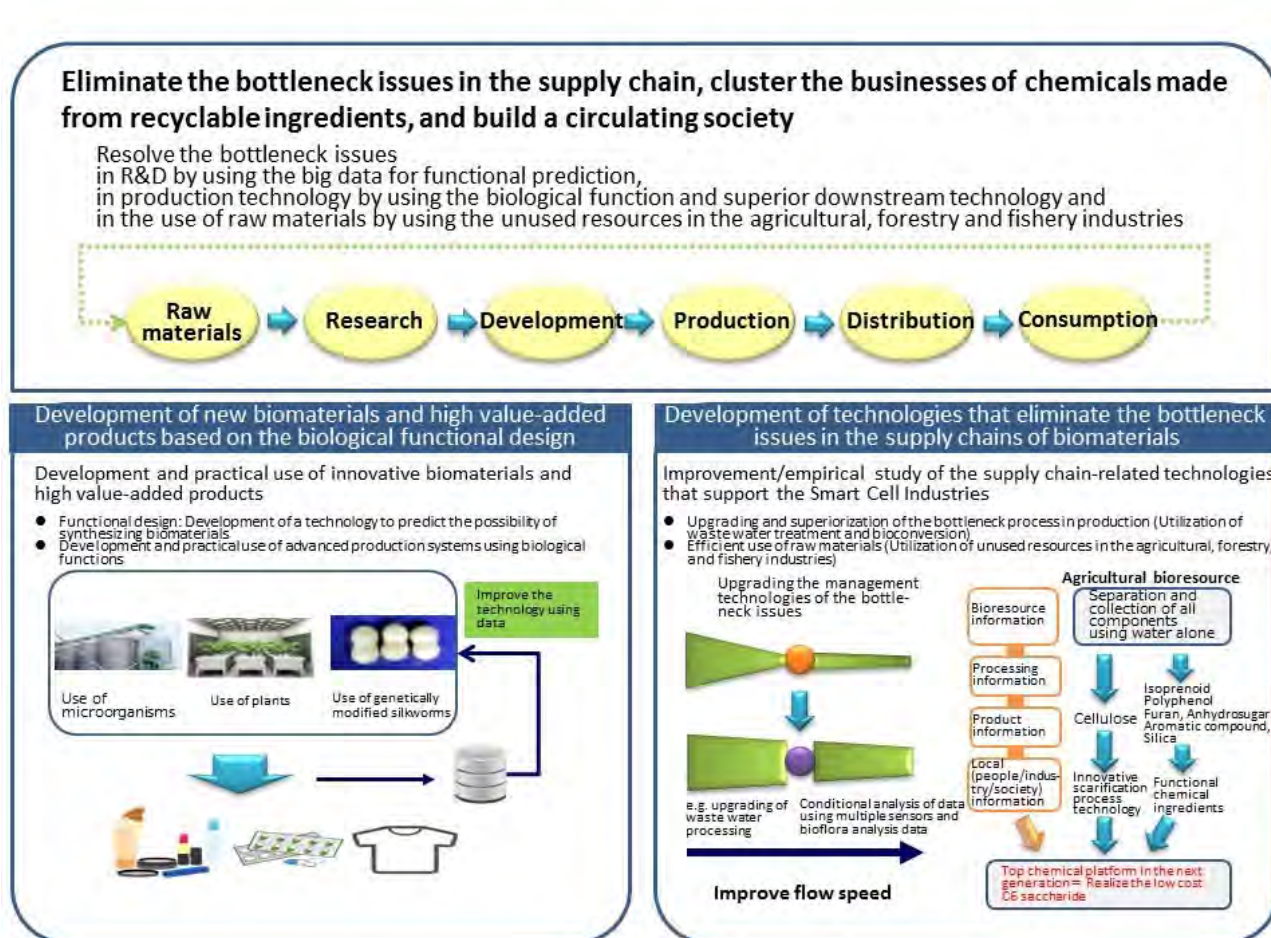 Eliminate the bottleneck issues in the supply chain, cluster the businesses of chemicals made
from recyclable ingredients, and build a circulating society
Resolve the bottleneck issues
in R&D by using the big data for functional prediction,
in production technology by using the biological function and superior downstream technology and
in the use of raw materials by using the unused resources in the agricultural, forestry and fishery industries
Raw
materials
Research
Development
Production
Distribution
Consumption
Development of new biomaterials and high value-added
products based on the biological functional design
Development and practical use of innovative biomaterials and
high value-added products
● Functional design: Development of a technology to predict the possibility of
synthesizing biomaterials
● Development and practical use of advanced production systems using biological
functions
Improve the
technology using
data
Use of
microorganisms
Use of plants
Use of genetically
modified silkworms
Development of technologies that eliminate the bottleneck
issues in the supply chains of biomaterials
Improvement/empirical study of the supply chain-related technologies
that support the Smart Cell Industries
● Upgrading and superiorization of the bottleneck process in production (Utilization of
waste water treatment and bioconversion)
● Efficient use of raw materials (Utilization of unused resources in the agricultural, forestry,
and fishery industries)
Upgrading the management
technologies of the bottle-
neck issues
e.g. upgrading of
waste water
processing
Conditional analysis of data
using multiple sensors and
bioflora analysis data
Improve flow speed
Bioresource
information
Processing
information
Product
information
Local
(people/indus-
try/society)
information
Agricultural bioresource
Separation and
collection of all
components
using water alone
Cellulose
Isoprenoid
Polyphenol
Furan, Anhydrosugar
Aromatic compound,
Silica
Innovative
scarification
process
technology
Functional
chemical
ingredients
Top chemical platform in the next
generation= Realize the low cost
C6 saccharide